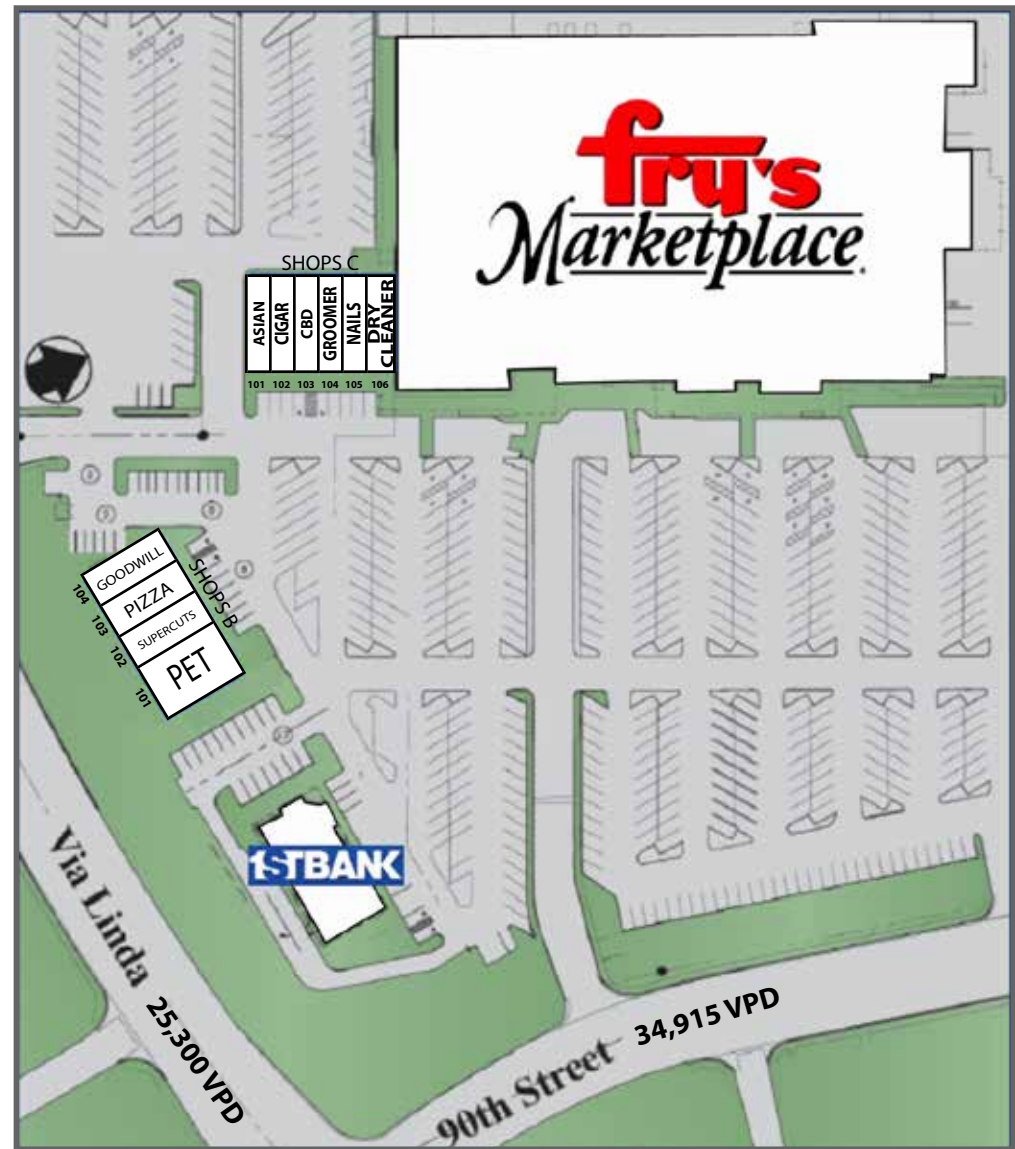 fry's
Marketplace
SHOPS C
ASIAN
CIGAR
CBD
GROOMER
NAILS
DRY
CLEANER
101 102 103 104 105 106
SHOPS B
GOODWILL
PIZZA
SUPERCUTS
PET
104
103
102
101
1STBANK
Via Linda 25,300 VPD
90th Street 34,915 VPD